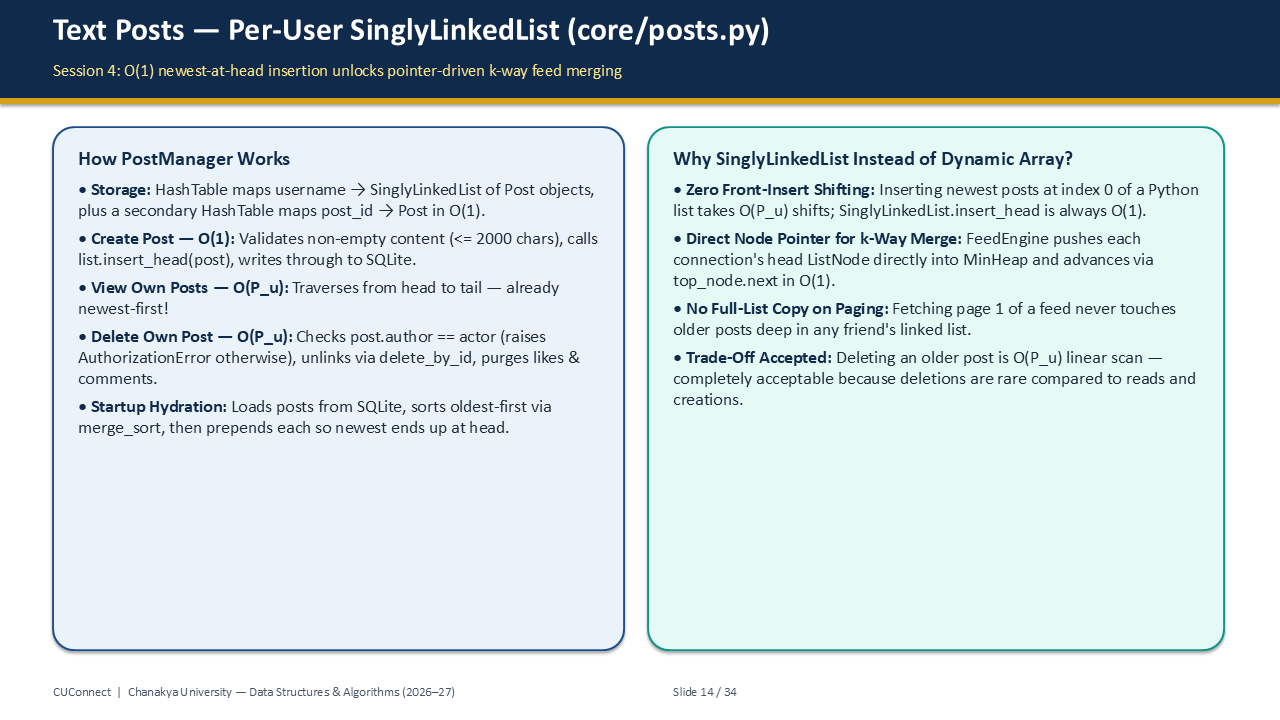 Text Posts — Per-User SinglyLinkedList (core/posts.py)
Session 4: O(1) newest-at-head insertion unlocks pointer-driven k-way feed merging
How PostManager Works
• Storage: HashTable maps username → SinglyLinkedList of Post objects,
plus a secondary HashTable maps post_id → Post in O(1).
• Create Post — O(1): Validates non-empty content (<= 2000 chars), calls
list.insert_head(post), writes through to SQLite.
• View Own Posts — O(P_u): Traverses from head to tail — already
newest-first!
• Delete Own Post — O(P_u): Checks post.author == actor (raises
AuthorizationError otherwise), unlinks via delete_by_id, purges likes &
comments.
• Startup Hydration: Loads posts from SQLite, sorts oldest-first via
merge_sort, then prepends each so newest ends up at head.
Why SinglyLinkedList Instead of Dynamic Array?
• Zero Front-Insert Shifting: Inserting newest posts at index 0 of a Python
list takes O(P_u) shifts; SinglyLinkedList.insert_head is always O(1).
• Direct Node Pointer for k-Way Merge: FeedEngine pushes each
connection's head ListNode directly into MinHeap and advances via
top_node.next in O(1).
• No Full-List Copy on Paging: Fetching page 1 of a feed never touches
older posts deep in any friend's linked list.
• Trade-Off Accepted: Deleting an older post is O(P_u) linear scan —
completely acceptable because deletions are rare compared to reads and
creations.
CUConnect | Chanakya University — Data Structures & Algorithms (2026–27)
Slide 14 / 34